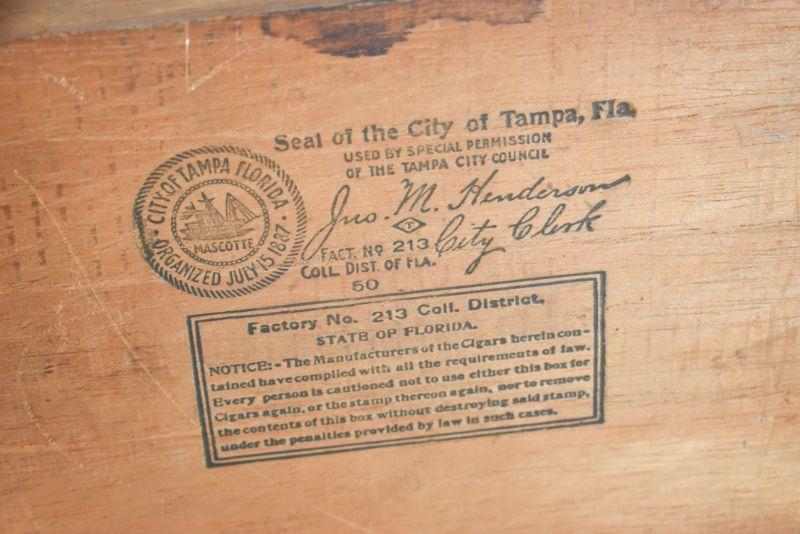 Seal of the City of Tampa, Fla.
USED BY SPECIAL PERMISSION
OF THE TAMPA CITY COUNCIL
CITY OF TAMPA FLORIDA
MASCOTTE
ORGANIZED JULY 15 1887
Jno. M. Henderson
City Clerk
FACT. No 213
COLL. DIST. OF FLA.
50
Factory No. 213 Coll. District,
STATE OF FLORIDA.
NOTICE:-The Manufacturers of the Cigars herein con-
tained have complied with all the requirements of law.
Every person is cautioned not to use either this box for
Cigars again, or the stamp thereon again, nor to remove
the contents of this box without destroying said stamp,
under the penalties provided by law in such cases.